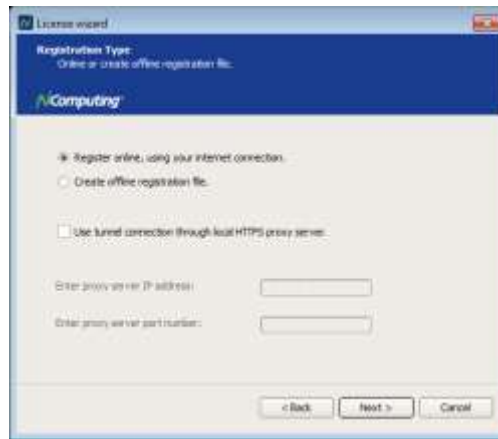 License wizard
Registration Type
Online or create offline registration file.
NComputing
Register online, using your internet connection.
Create offline registration file.
Use tunnel connection through local HTTPS proxy server.
Enter proxy server IP address:
Enter proxy server port number:
< Back Next > Cancel